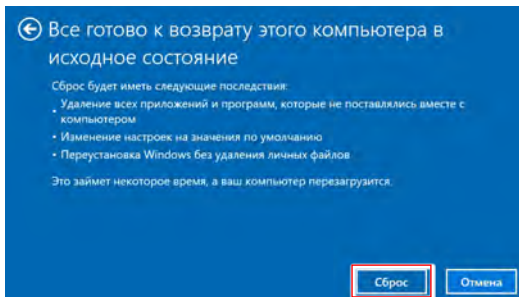 Все готово к возврату этого компьютера в
исходное состояние
Сброс будет иметь следующие последствия:
• Удаление всех приложений и программ, которые не поставлялись вместе с
компьютером
• Изменение настроек на значения по умолчанию
• Переустановка Windows без удаления личных файлов
Это займет некоторое время, а ваш компьютер перезагрузится.
Сброс
Отмена